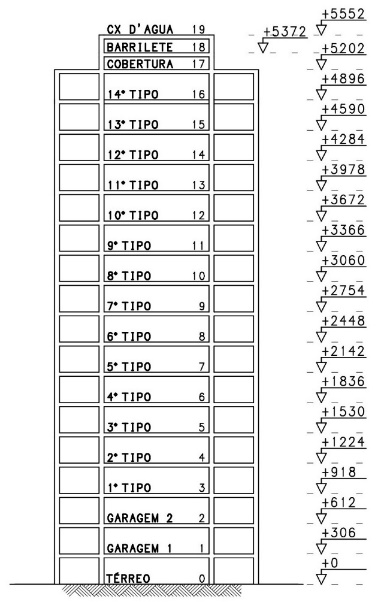 CX D'ÁGUA 19 +5552
BARRILETE 18 +5372
COBERTURA 17 +5202
14° TIPO 16 +4896
13° TIPO 15 +4590
12° TIPO 14 +4284
11° TIPO 13 +3978
10° TIPO 12 +3672
9° TIPO 11 +3366
8° TIPO 10 +3060
7° TIPO 9 +2754
6° TIPO 8 +2448
5° TIPO 7 +2142
4° TIPO 6 +1836
3° TIPO 5 +1530
2° TIPO 4 +1224
1° TIPO 3 +918
GARAGEM 2 2 +612
GARAGEM 1 1 +306
TÉRREO 0 +0